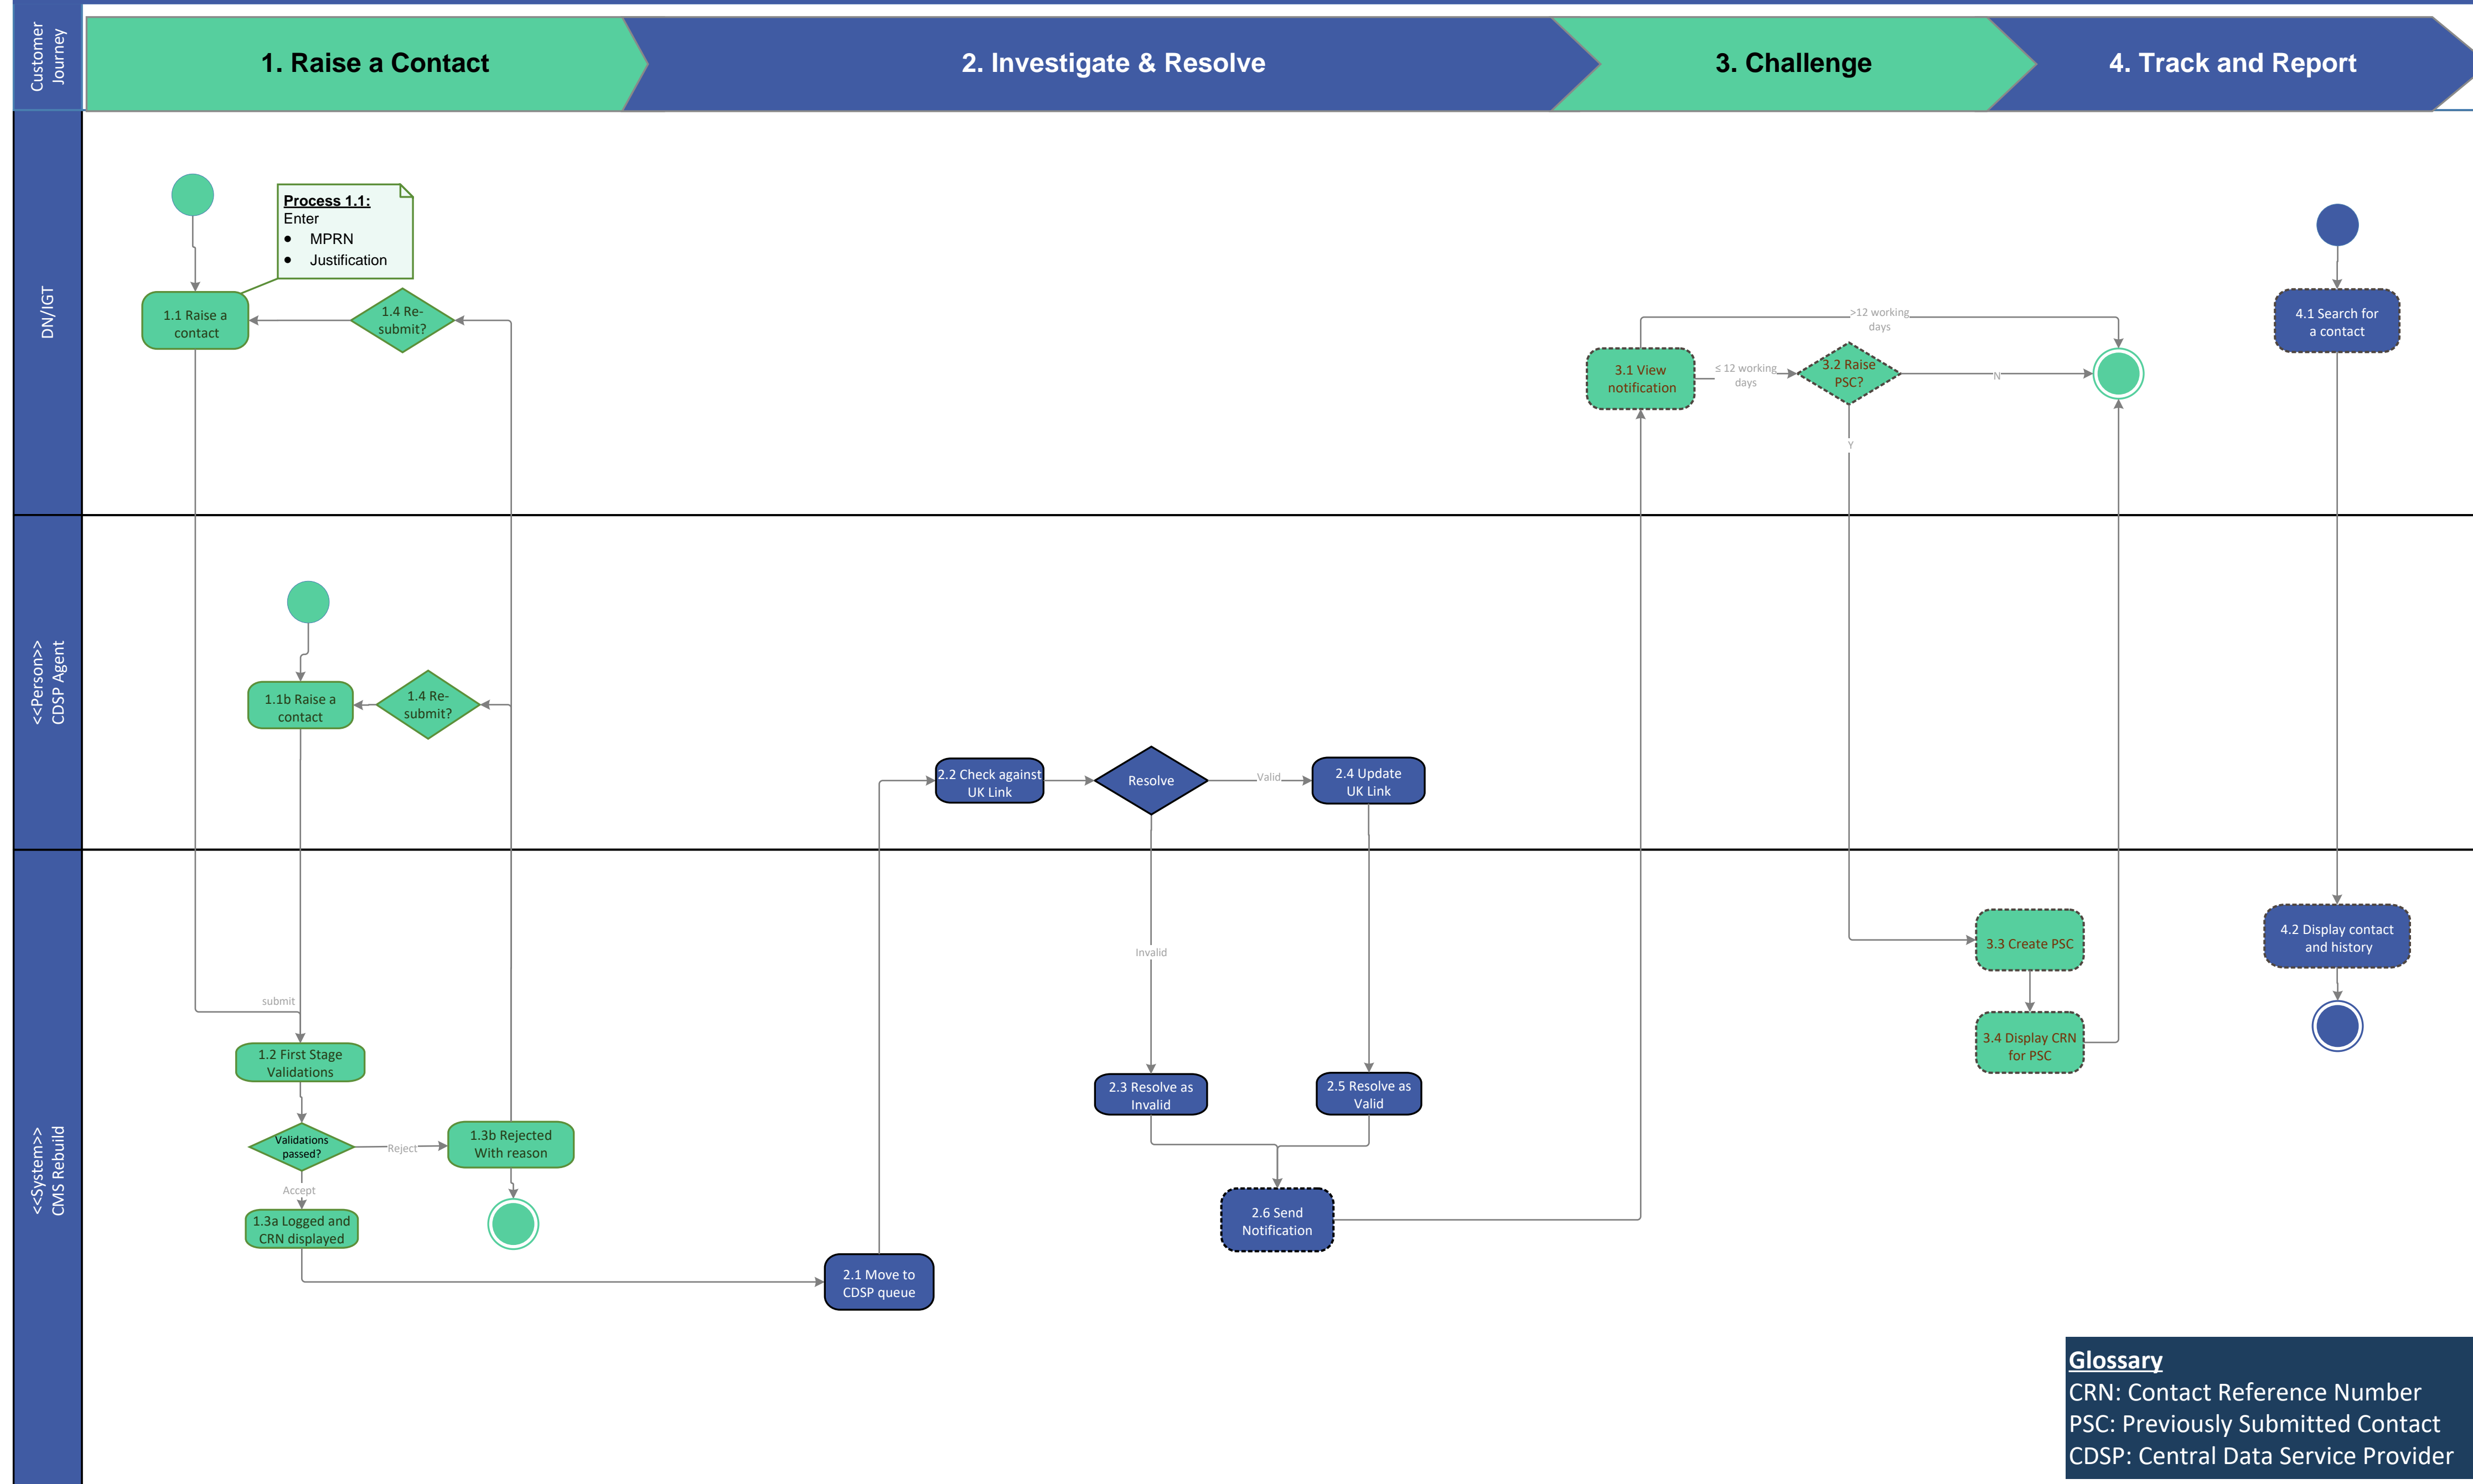 Customer
Journey
1. Raise a Contact
2. Investigate & Resolve
3. Challenge
4. Track and Report
DN/IGT
Process 1.1:
Enter
● MPRN
● Justification
1.1 Raise a
contact
1.4 Re-
submit?
3.1 View
notification
>12 working
days
≤ 12 working
days
3.2 Raise
PSC?
N
Y
4.1 Search for
a contact
<<Person>>
CDSP Agent
1.1b Raise a
contact
1.4 Re-
submit?
2.2 Check against
UK Link
Resolve
Valid
2.4 Update
UK Link
<<System>>
CMS Rebuild
submit
1.2 First Stage
Validations
Validations
passed?
Reject
1.3b Rejected
With reason
Accept
1.3a Logged and
CRN displayed
2.1 Move to
CDSP queue
Invalid
2.3 Resolve as
Invalid
2.5 Resolve as
Valid
2.6 Send
Notification
3.3 Create PSC
3.4 Display CRN
for PSC
4.2 Display contact
and history
Glossary
CRN: Contact Reference Number
PSC: Previously Submitted Contact
CDSP: Central Data Service Provider